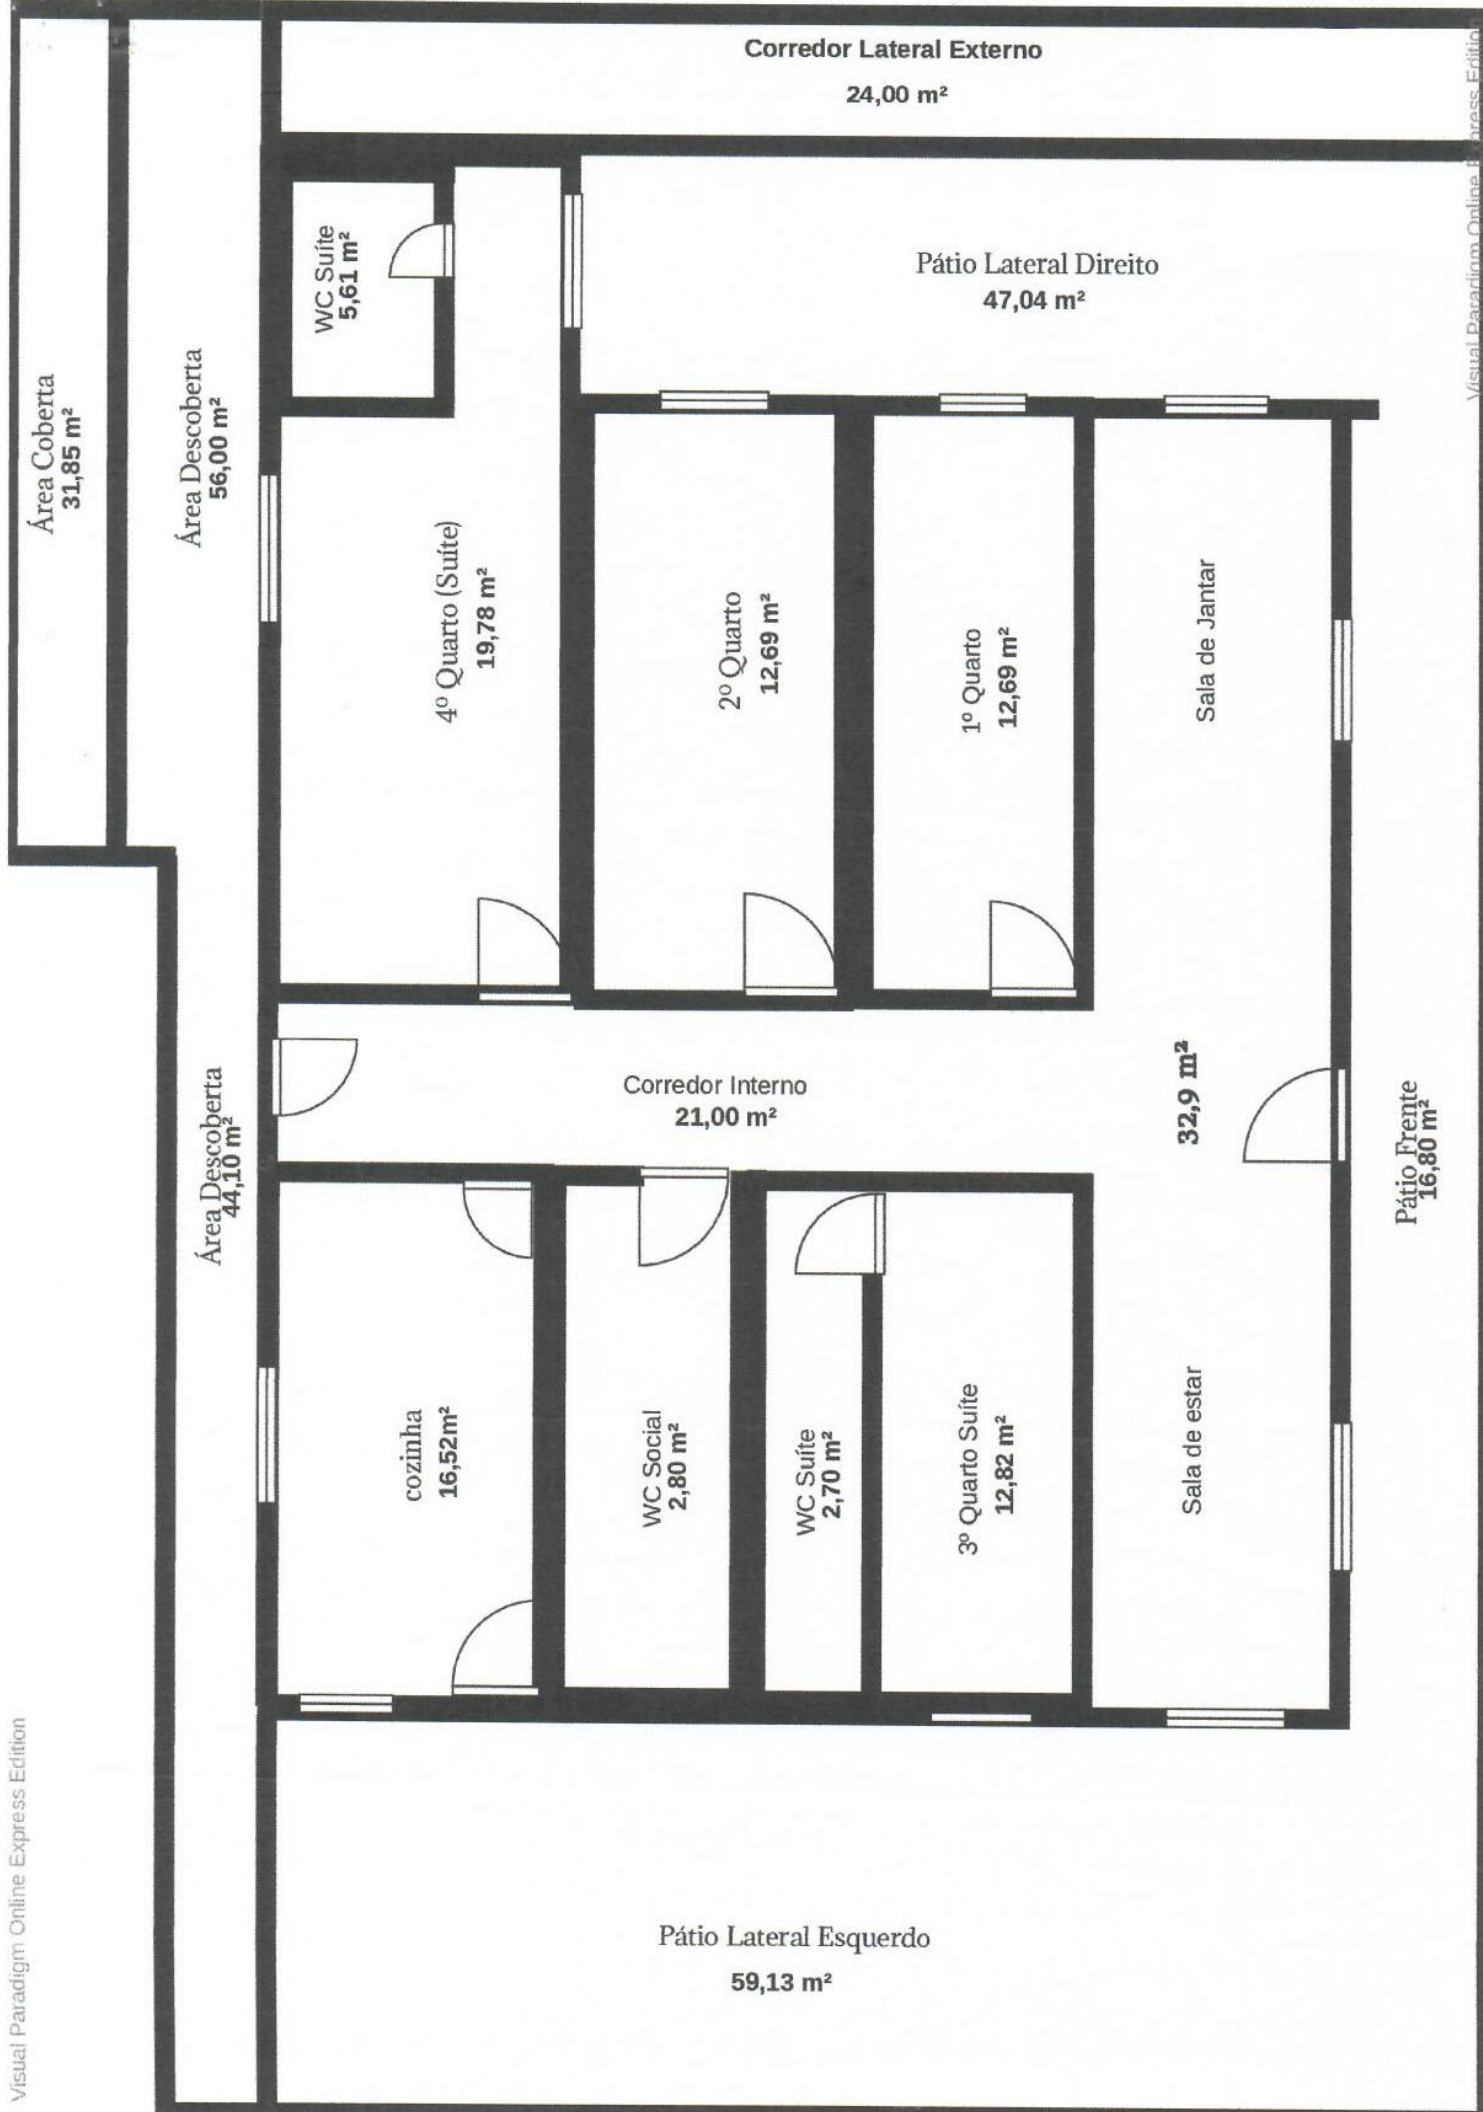 Corredor Lateral Externo
24,00 m²
Visual Paradigm Online Express Edition
WC Suíte
5,61 m²
Pátio Lateral Direito
47,04 m²
Área Coberta
31,85 m²
Área Descoberta
56,00 m²
4º Quarto (Suíte)
19,78 m²
2º Quarto
12,69 m²
1º Quarto
12,69 m²
Sala de Jantar
Corredor Interno
21,00 m²
32,9 m²
Área Descoberta
44,10 m²
Pátio Frente
16,80 m²
cozinha
16,52m²
WC Social
2,80 m²
WC Suíte
2,70 m²
3º Quarto Suíte
12,82 m²
Sala de estar
Pátio Lateral Esquerdo
59,13 m²
Visual Paradigm Online Express Edition